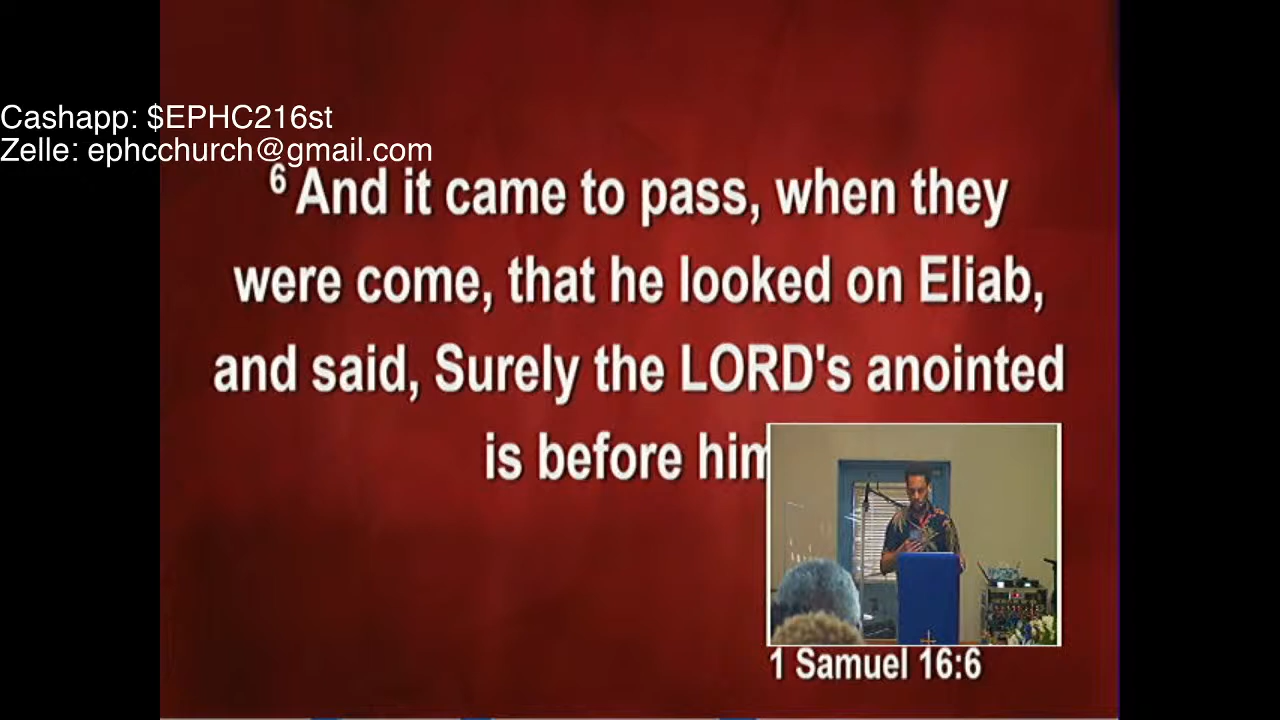 Cashapp: $EPHC216st
Zelle: ephcchurch@gmail.com
6 And it came to pass, when they
were come, that he looked on Eliab,
and said, Surely the LORD's anointed
is before him
1 Samuel 16:6